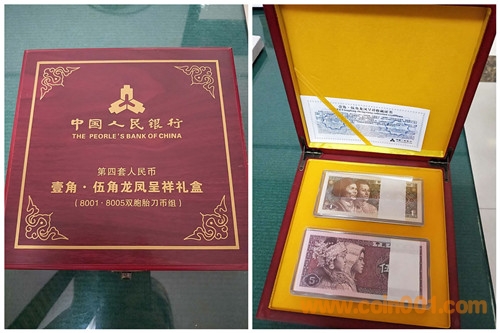 中国人民银行
THE PEOPLE'S BANK OF CHINA
第四套人民币
壹角·伍角龙凤呈祥礼盒
(8001·8005双胞胎刀币组)
5
伍
www.coin001.com